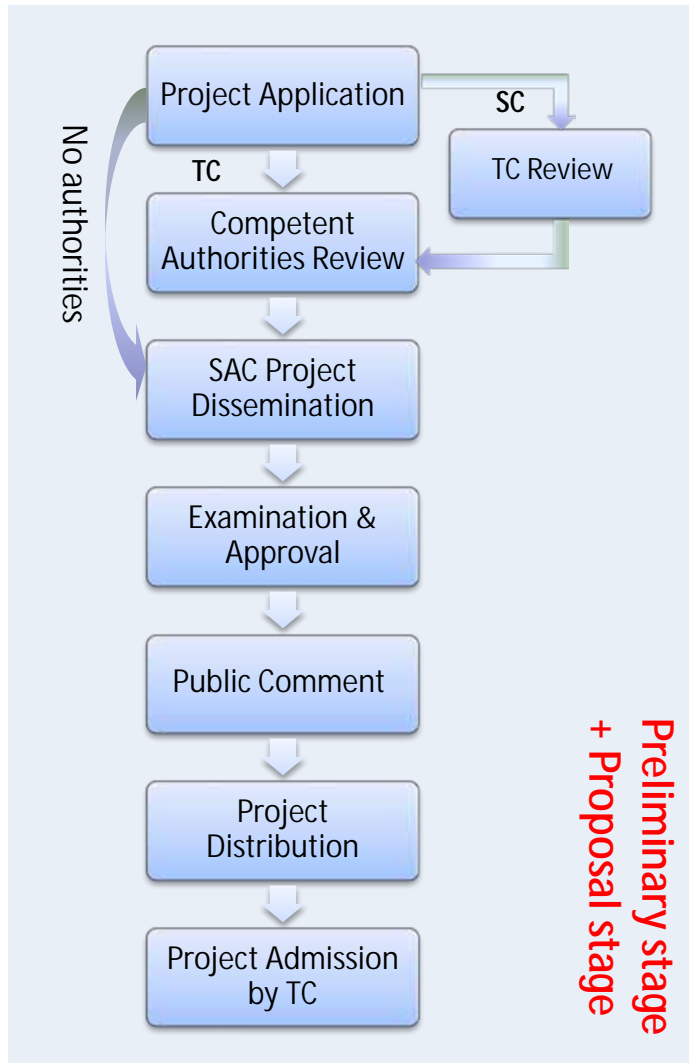 Project Application
SC
No authorities
TC
TC Review
Competent
Authorities Review
SAC Project
Dissemination
Examination &
Approval
Public Comment
Project
Distribution
Project Admission
by TC
Preliminary stage
+ Proposal stage